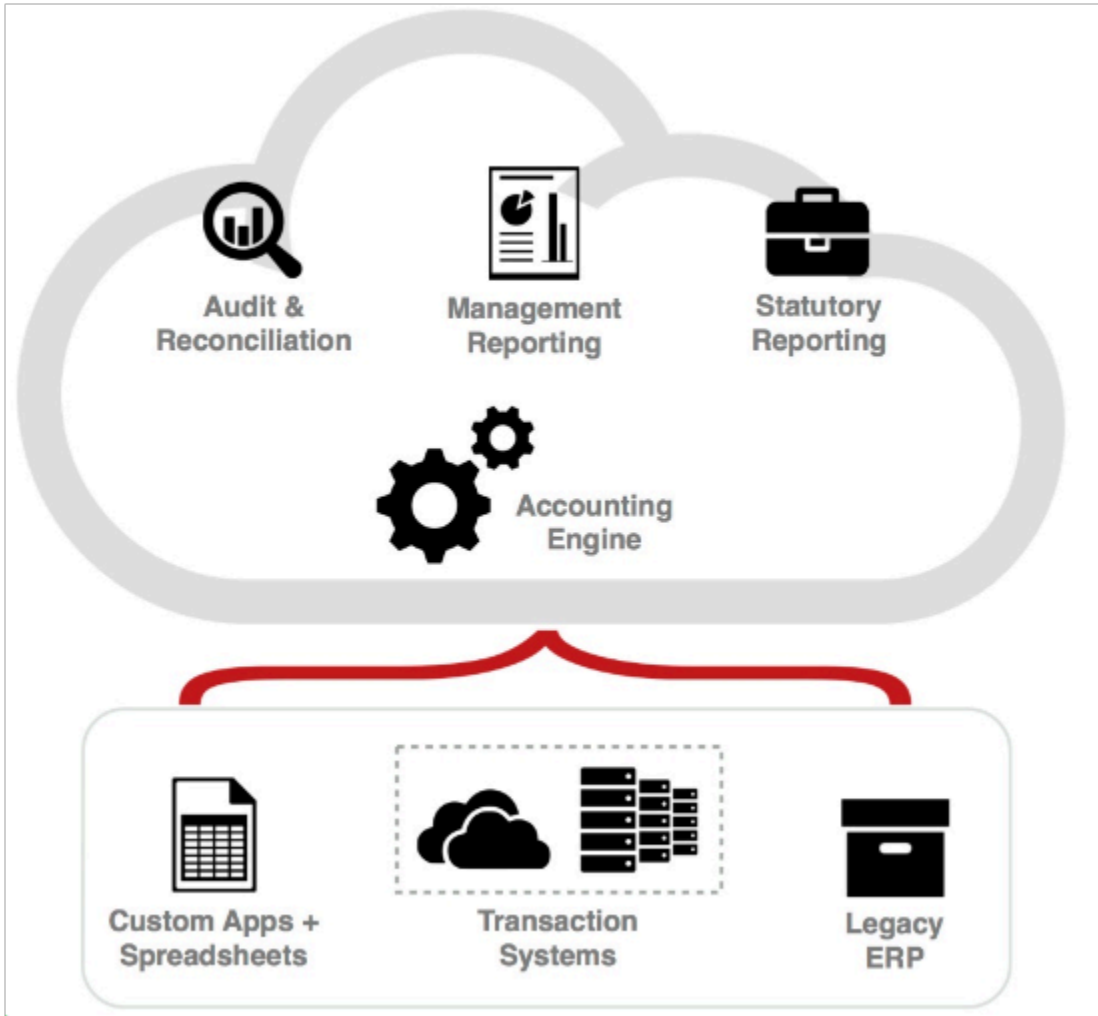 Audit &
Reconciliation
Management
Reporting
Statutory
Reporting
Accounting
Engine
Custom Apps +
Spreadsheets
Transaction
Systems
Legacy
ERP